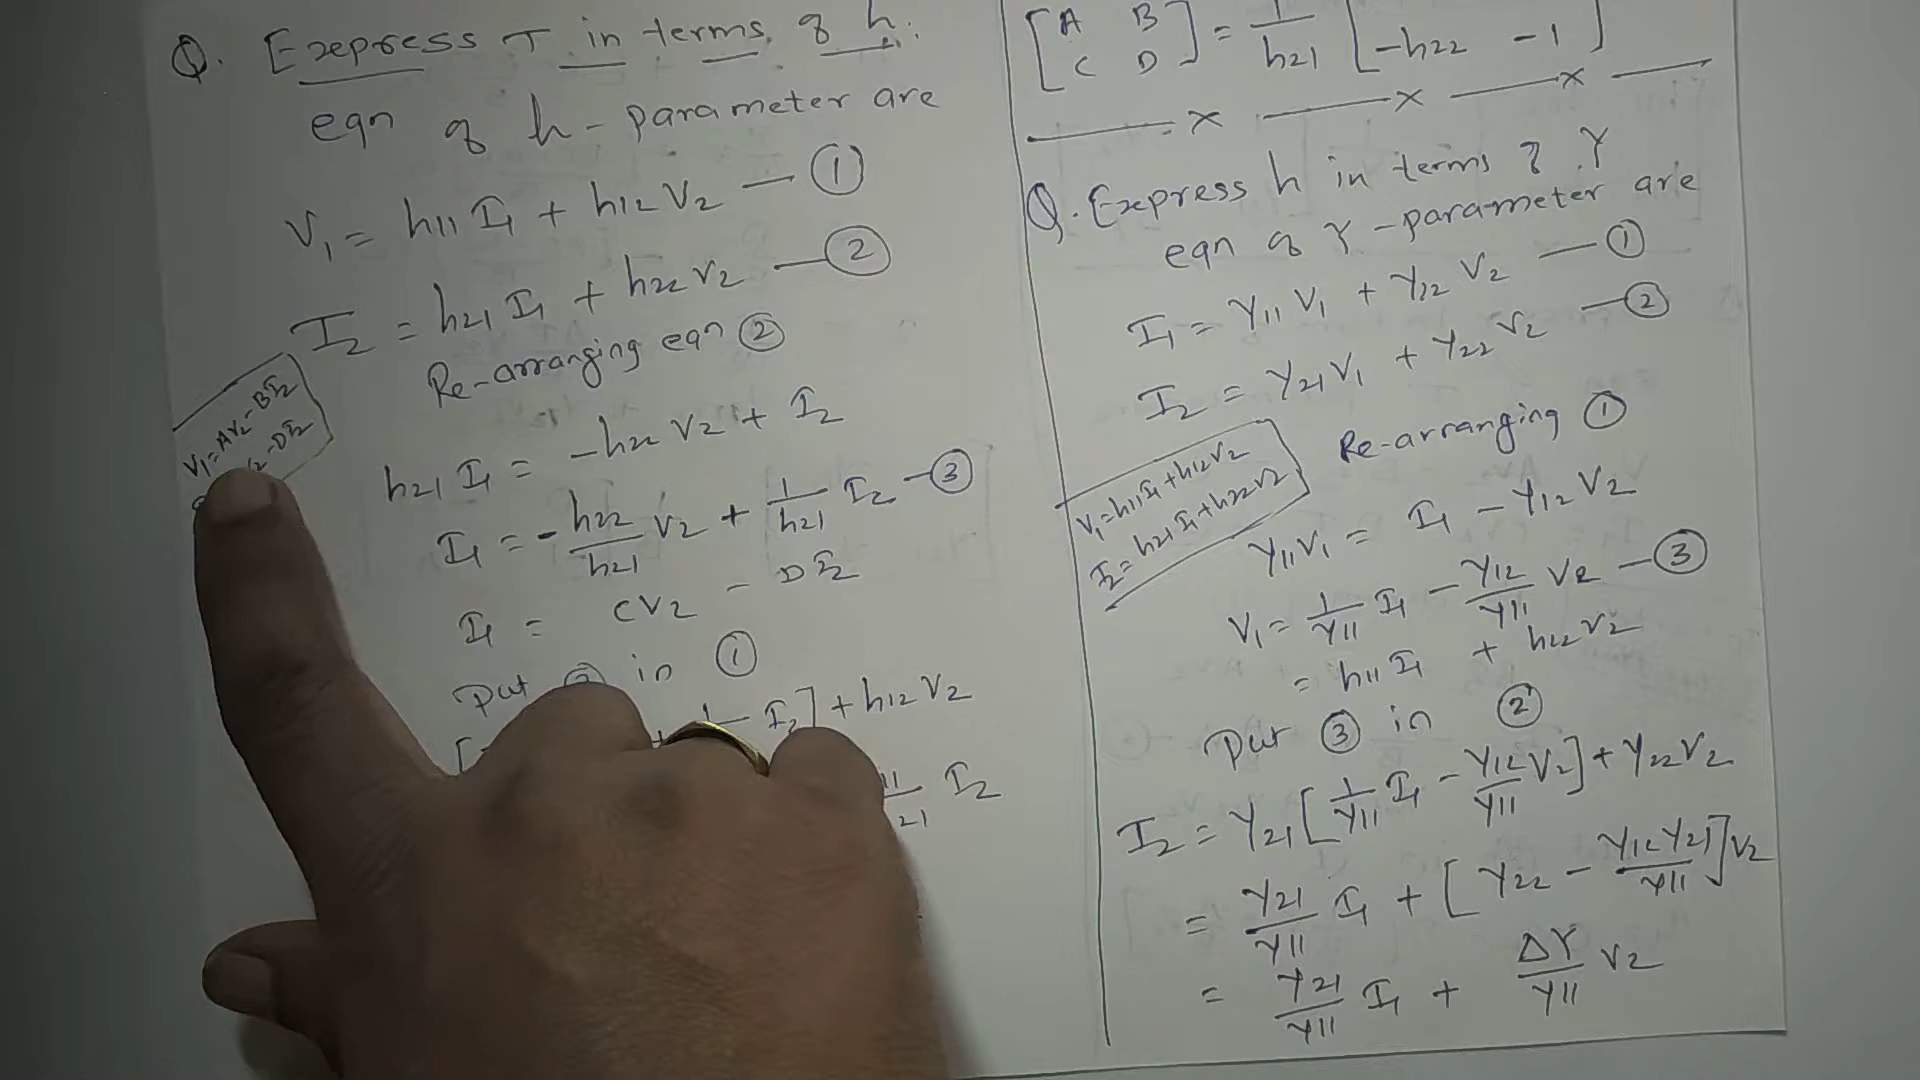 Q. Express T in terms of h.
eqn of h-parameter are
V1 = h11 I1 + h12 V2 — ①
I2 = h21 I1 + h22 V2 — ②
Re-arranging eqn ②
V1 = AV2 - BI2
-DI2
h21 I1 = -h22 V2 + I2
I1 = - h22/h21 V2 + 1/h21 I2 — ③
I1 = CV2 - DI2
Put in ①
I2] + h12 V2
I2
[A B C D] = 1/h21 [-h22 -1]
x x x
Q. Express h in terms of Y
eqn of Y-parameter are
I1 = Y11 V1 + Y12 V2 — ①
I2 = Y21 V1 + Y22 V2 — ②
Re-arranging ①
V1 = h11 I1 + h12 V2
I2 = h21 I1 + h22 V2
Y11 V1 = I1 - Y12 V2
V1 = 1/Y11 I1 - Y12/Y11 V2 — ③
= h11 I1 + h12 V2
Put ③ in ②
I2 = Y21 [1/Y11 I1 - Y12/Y11 V2] + Y22 V2
= Y21/Y11 I1 + [Y22 - Y12 Y21/Y11] V2
= Y21/Y11 I1 + ΔY/Y11 V2